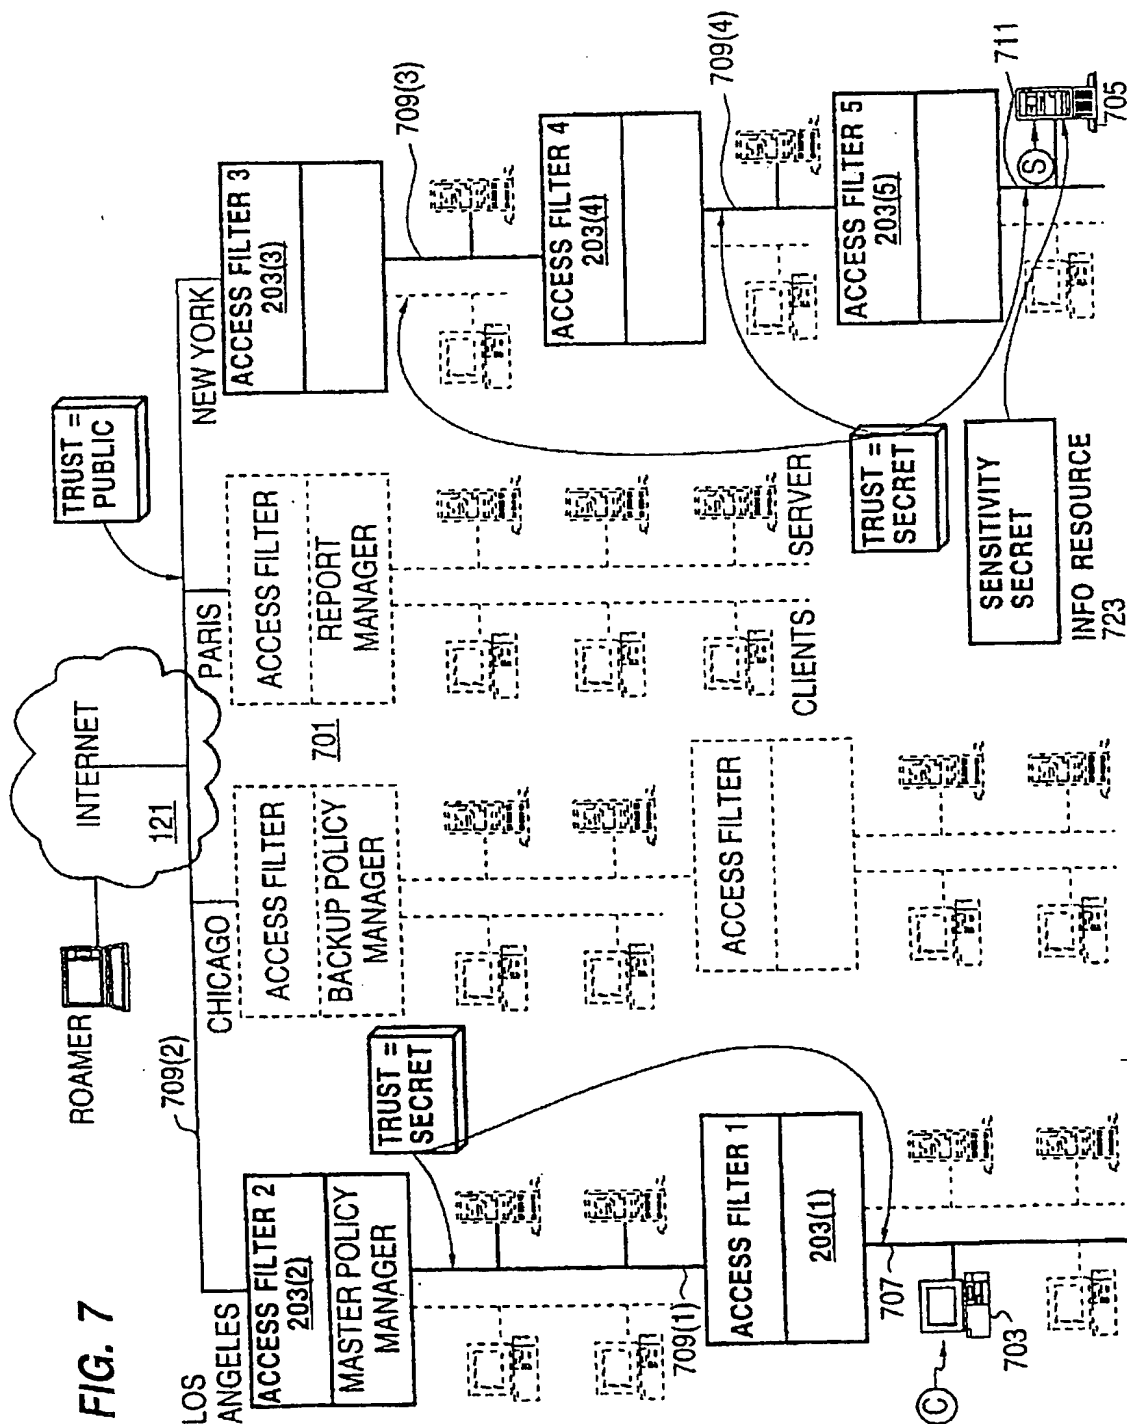 FIG. 7
ROAMER
INTERNET
121
709(2)
TRUST =
PUBLIC
LOS
ANGELES
CHICAGO
PARIS
NEW YORK
ACCESS FILTER 2
203(2)
MASTER POLICY
MANAGER
ACCESS FILTER
BACKUP POLICY
MANAGER
701
ACCESS FILTER
REPORT
MANAGER
ACCESS FILTER 3
203(3)
709(3)
TRUST =
SECRET
709(1)
ACCESS FILTER 1
203(1)
707
C
703
ACCESS FILTER
CLIENTS
SERVER
ACCESS FILTER 4
203(4)
709(4)
TRUST =
SECRET
ACCESS FILTER 5
203(5)
711
S
705
SENSITIVITY
SECRET
INFO RESOURCE
723